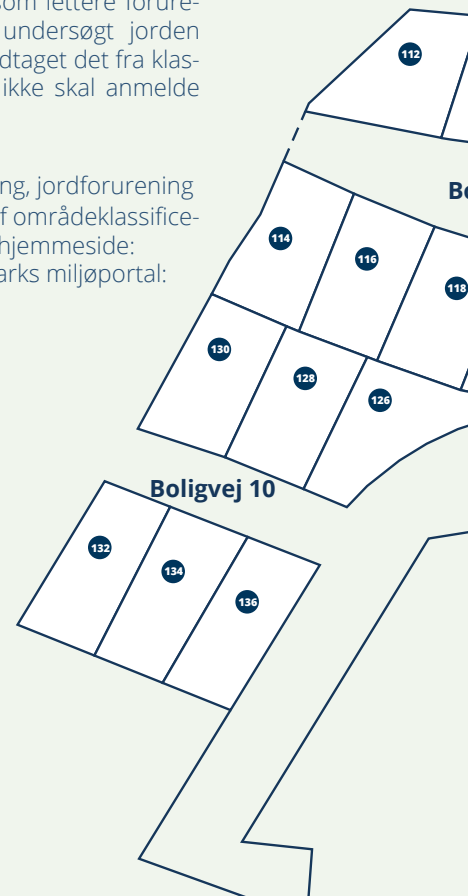 som lettere forure-
undersøgt jorden
dtaget det fra klas-
ikke skal anmelde
ng, jordforurening
f områdeklassifice-
hjemmeside:
arks miljøportal:
112
Bo
114
116
118
130
128
126
Boligvej 10
132
134
136